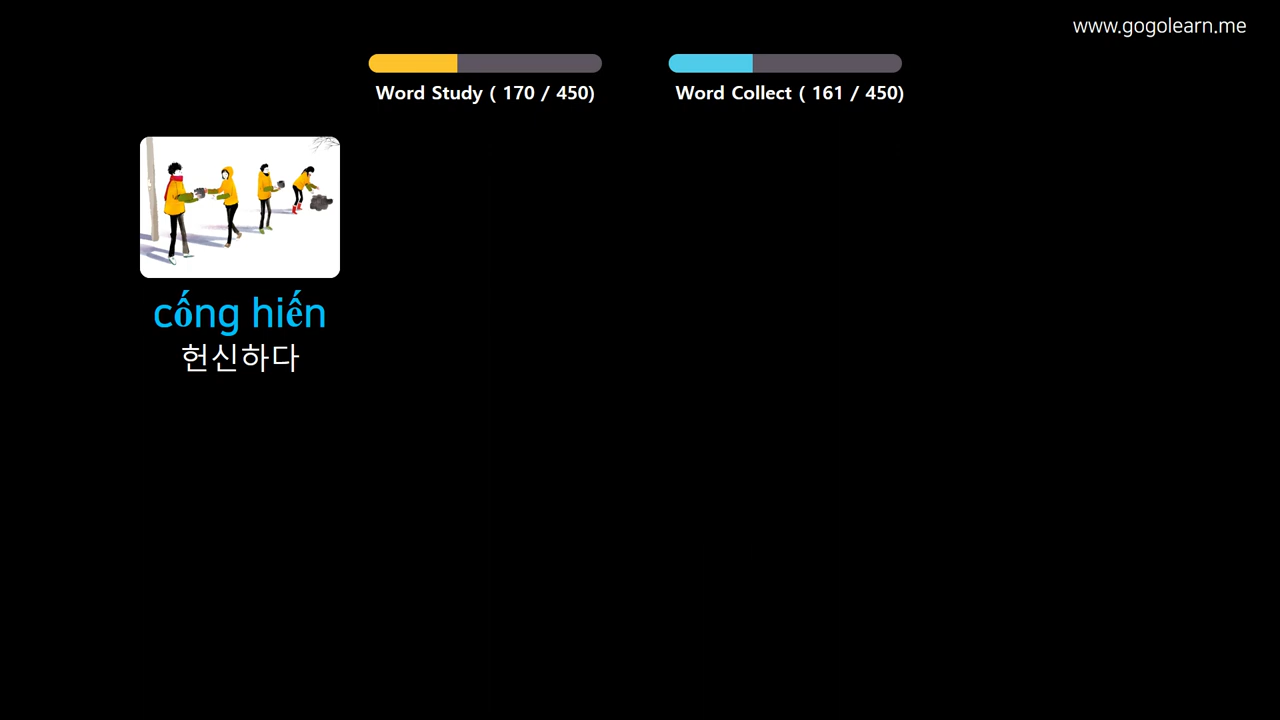 www.gogolearn.me
Word Study ( 170 / 450)
Word Collect ( 161 / 450)
cống hiến
헌신하다